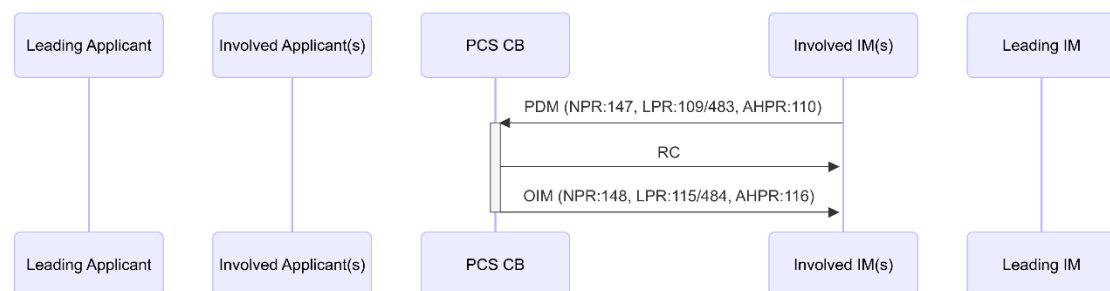 Leading Applicant
Involved Applicant(s)
PCS CB
Involved IM(s)
Leading IM
PDM (NPR:147, LPR:109/483, AHPR:110)
RC
OIM (NPR:148, LPR:115/484, AHPR:116)
Leading Applicant
Involved Applicant(s)
PCS CB
Involved IM(s)
Leading IM